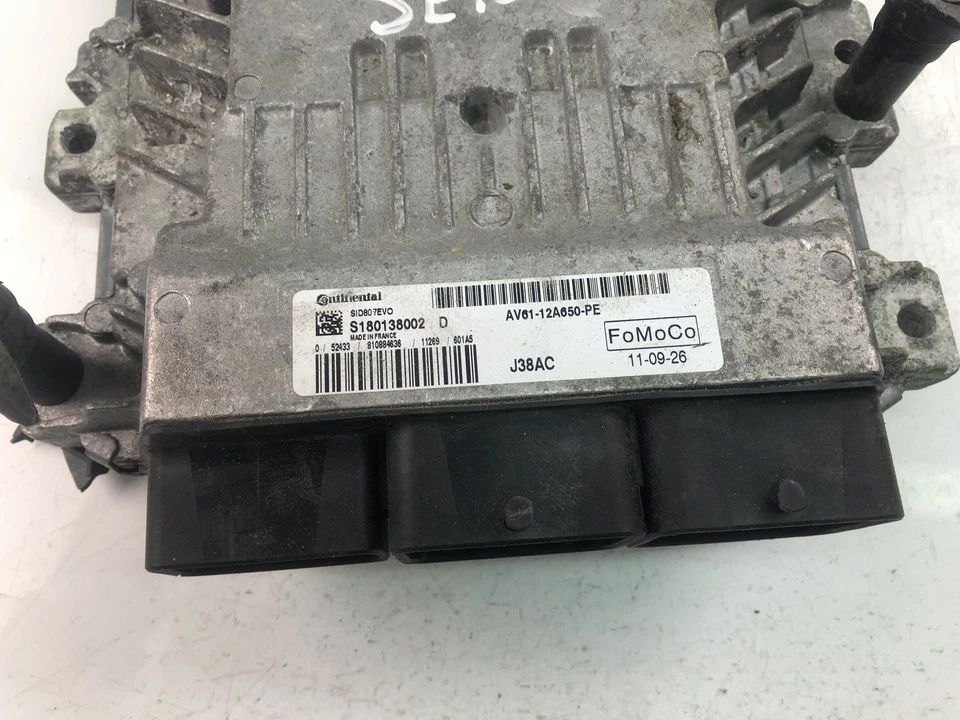 Continental
SID807EVO
S180138002 D
MADE IN FRANCE
0 / 52433 / 810884636 / 11269 / 601A5
AV61-12A650-PE
FoMoCo
J38AC
11-09-26